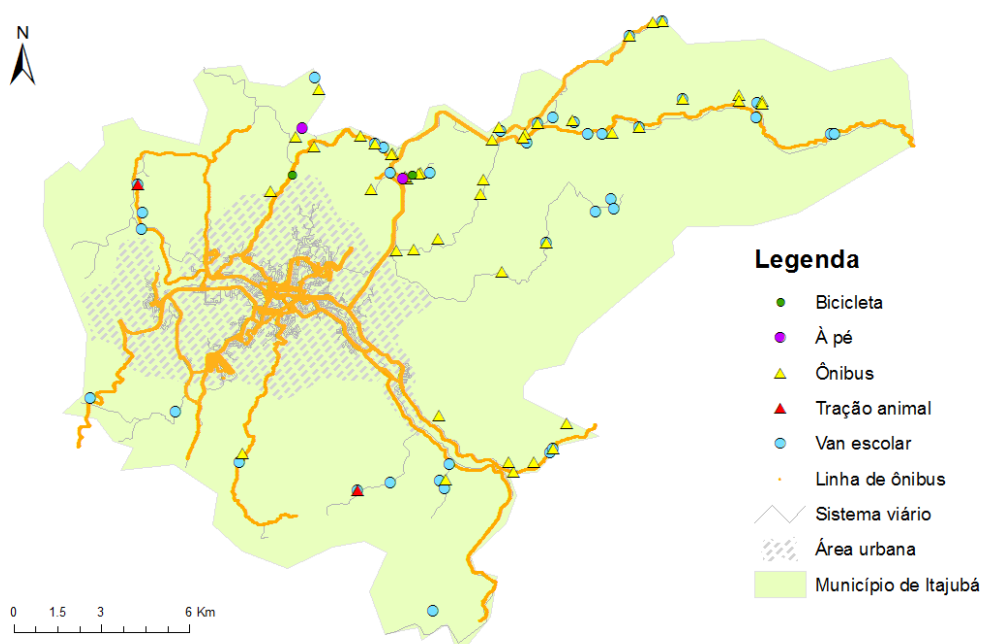 N
Legenda
Bicicleta
À pé
Ônibus
Tração animal
Van escolar
Linha de ônibus
Sistema viário
Área urbana
Município de Itajubá
0 1.5 3 6 Km